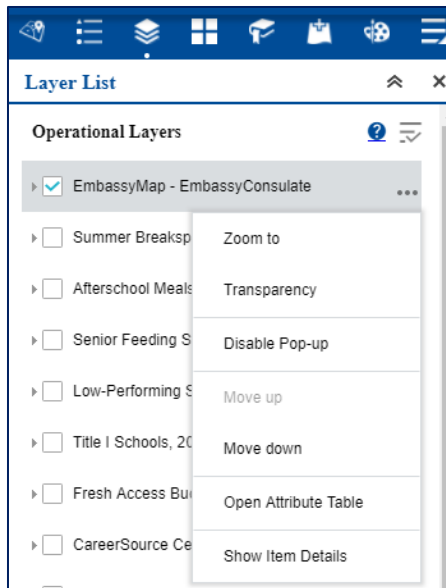 Layer List
Operational Layers
EmbassyMap - EmbassyConsulate
Summer Breaksp
Zoom to
Afterschool Meals
Transparency
Senior Feeding S
Disable Pop-up
Low-Performing S
Move up
Title I Schools, 20
Move down
Fresh Access Bu
Open Attribute Table
CareerSource Ce
Show Item Details